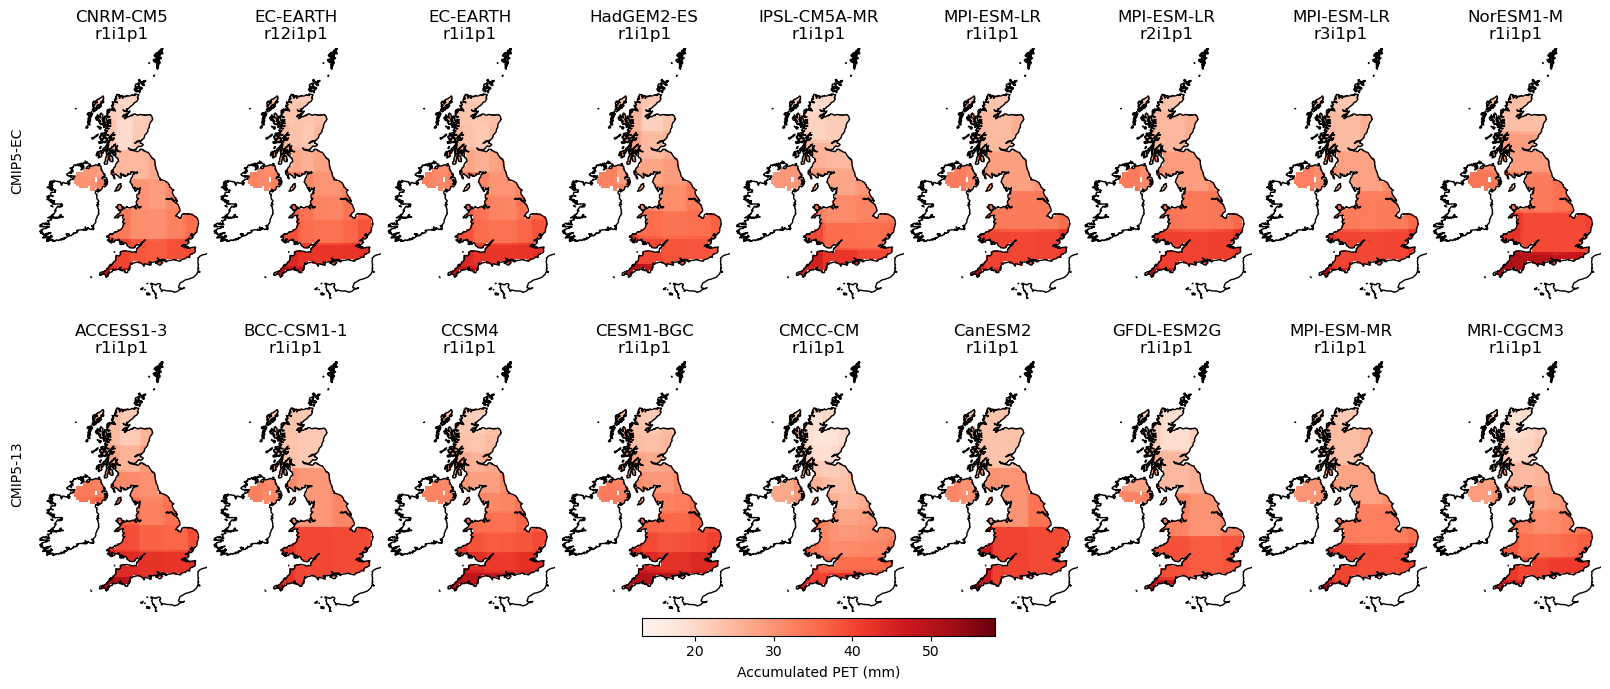 CNRM-CM5
r1i1p1
EC-EARTH
r12i1p1
EC-EARTH
r1i1p1
HadGEM2-ES
r1i1p1
IPSL-CM5A-MR
r1i1p1
MPI-ESM-LR
r1i1p1
MPI-ESM-LR
r2i1p1
MPI-ESM-LR
r3i1p1
NorESM1-M
r1i1p1
CMIP5-EC
ACCESS1-3
r1i1p1
BCC-CSM1-1
r1i1p1
CCSM4
r1i1p1
CESM1-BGC
r1i1p1
CMCC-CM
r1i1p1
CanESM2
r1i1p1
GFDL-ESM2G
r1i1p1
MPI-ESM-MR
r1i1p1
MRI-CGCM3
r1i1p1
CMIP5-13
20 30 40 50
Accumulated PET (mm)